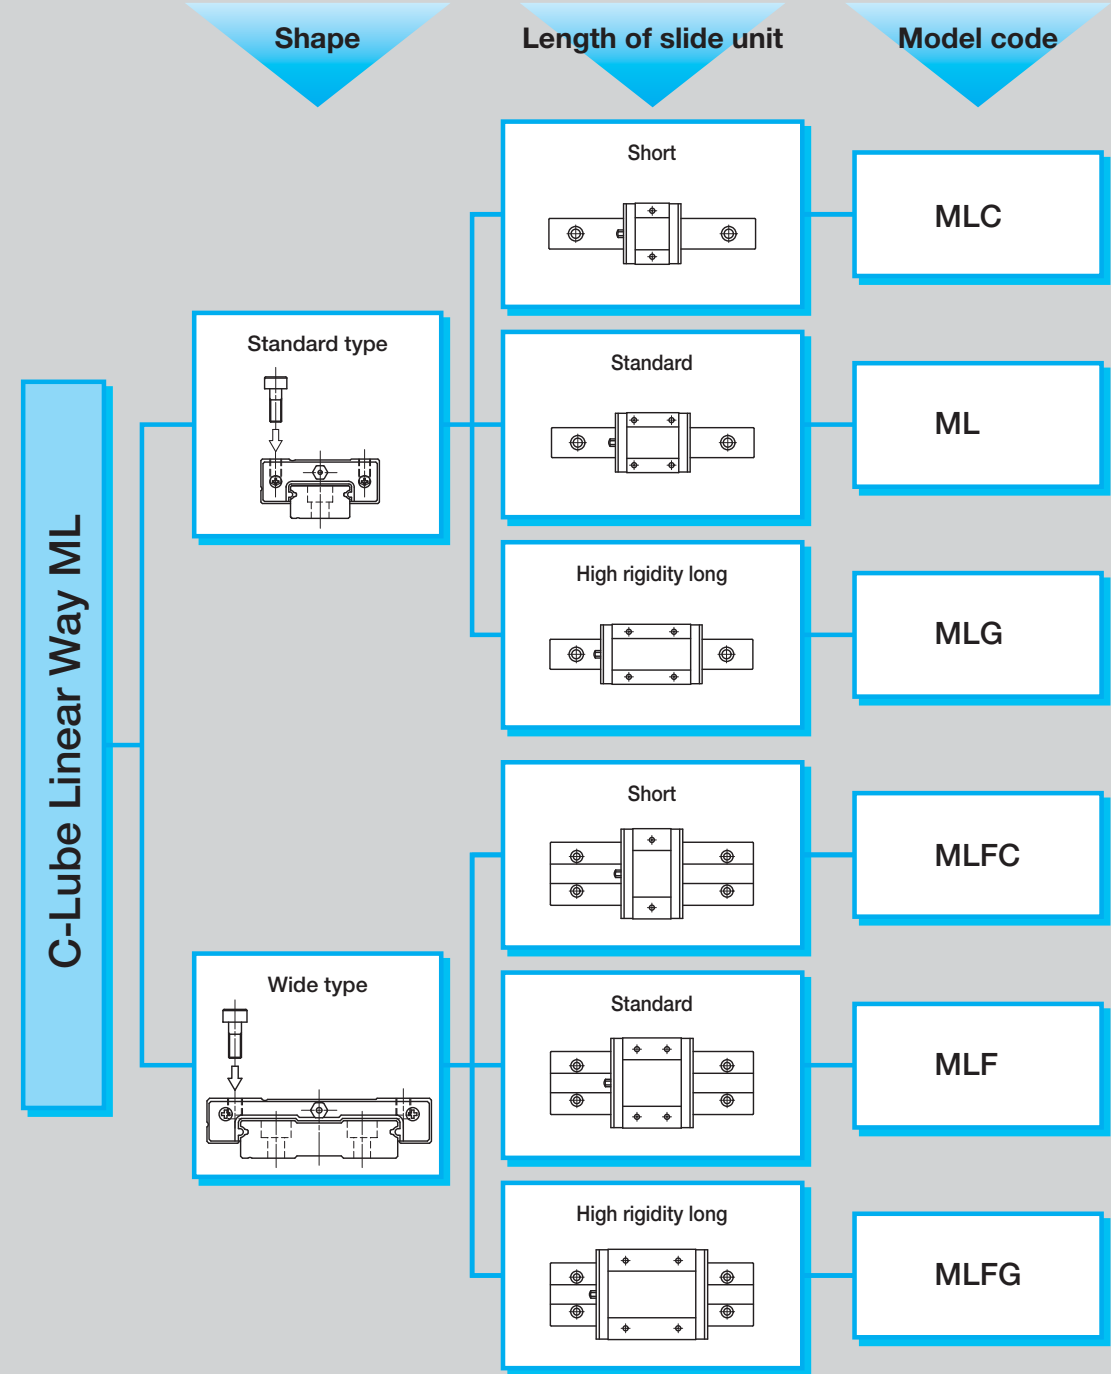 Shape
Length of slide unit
Model code
C-Lube Linear Way ML
Standard type
Short
MLC
Standard
ML
High rigidity long
MLG
Wide type
Short
MLFC
Standard
MLF
High rigidity long
MLFG